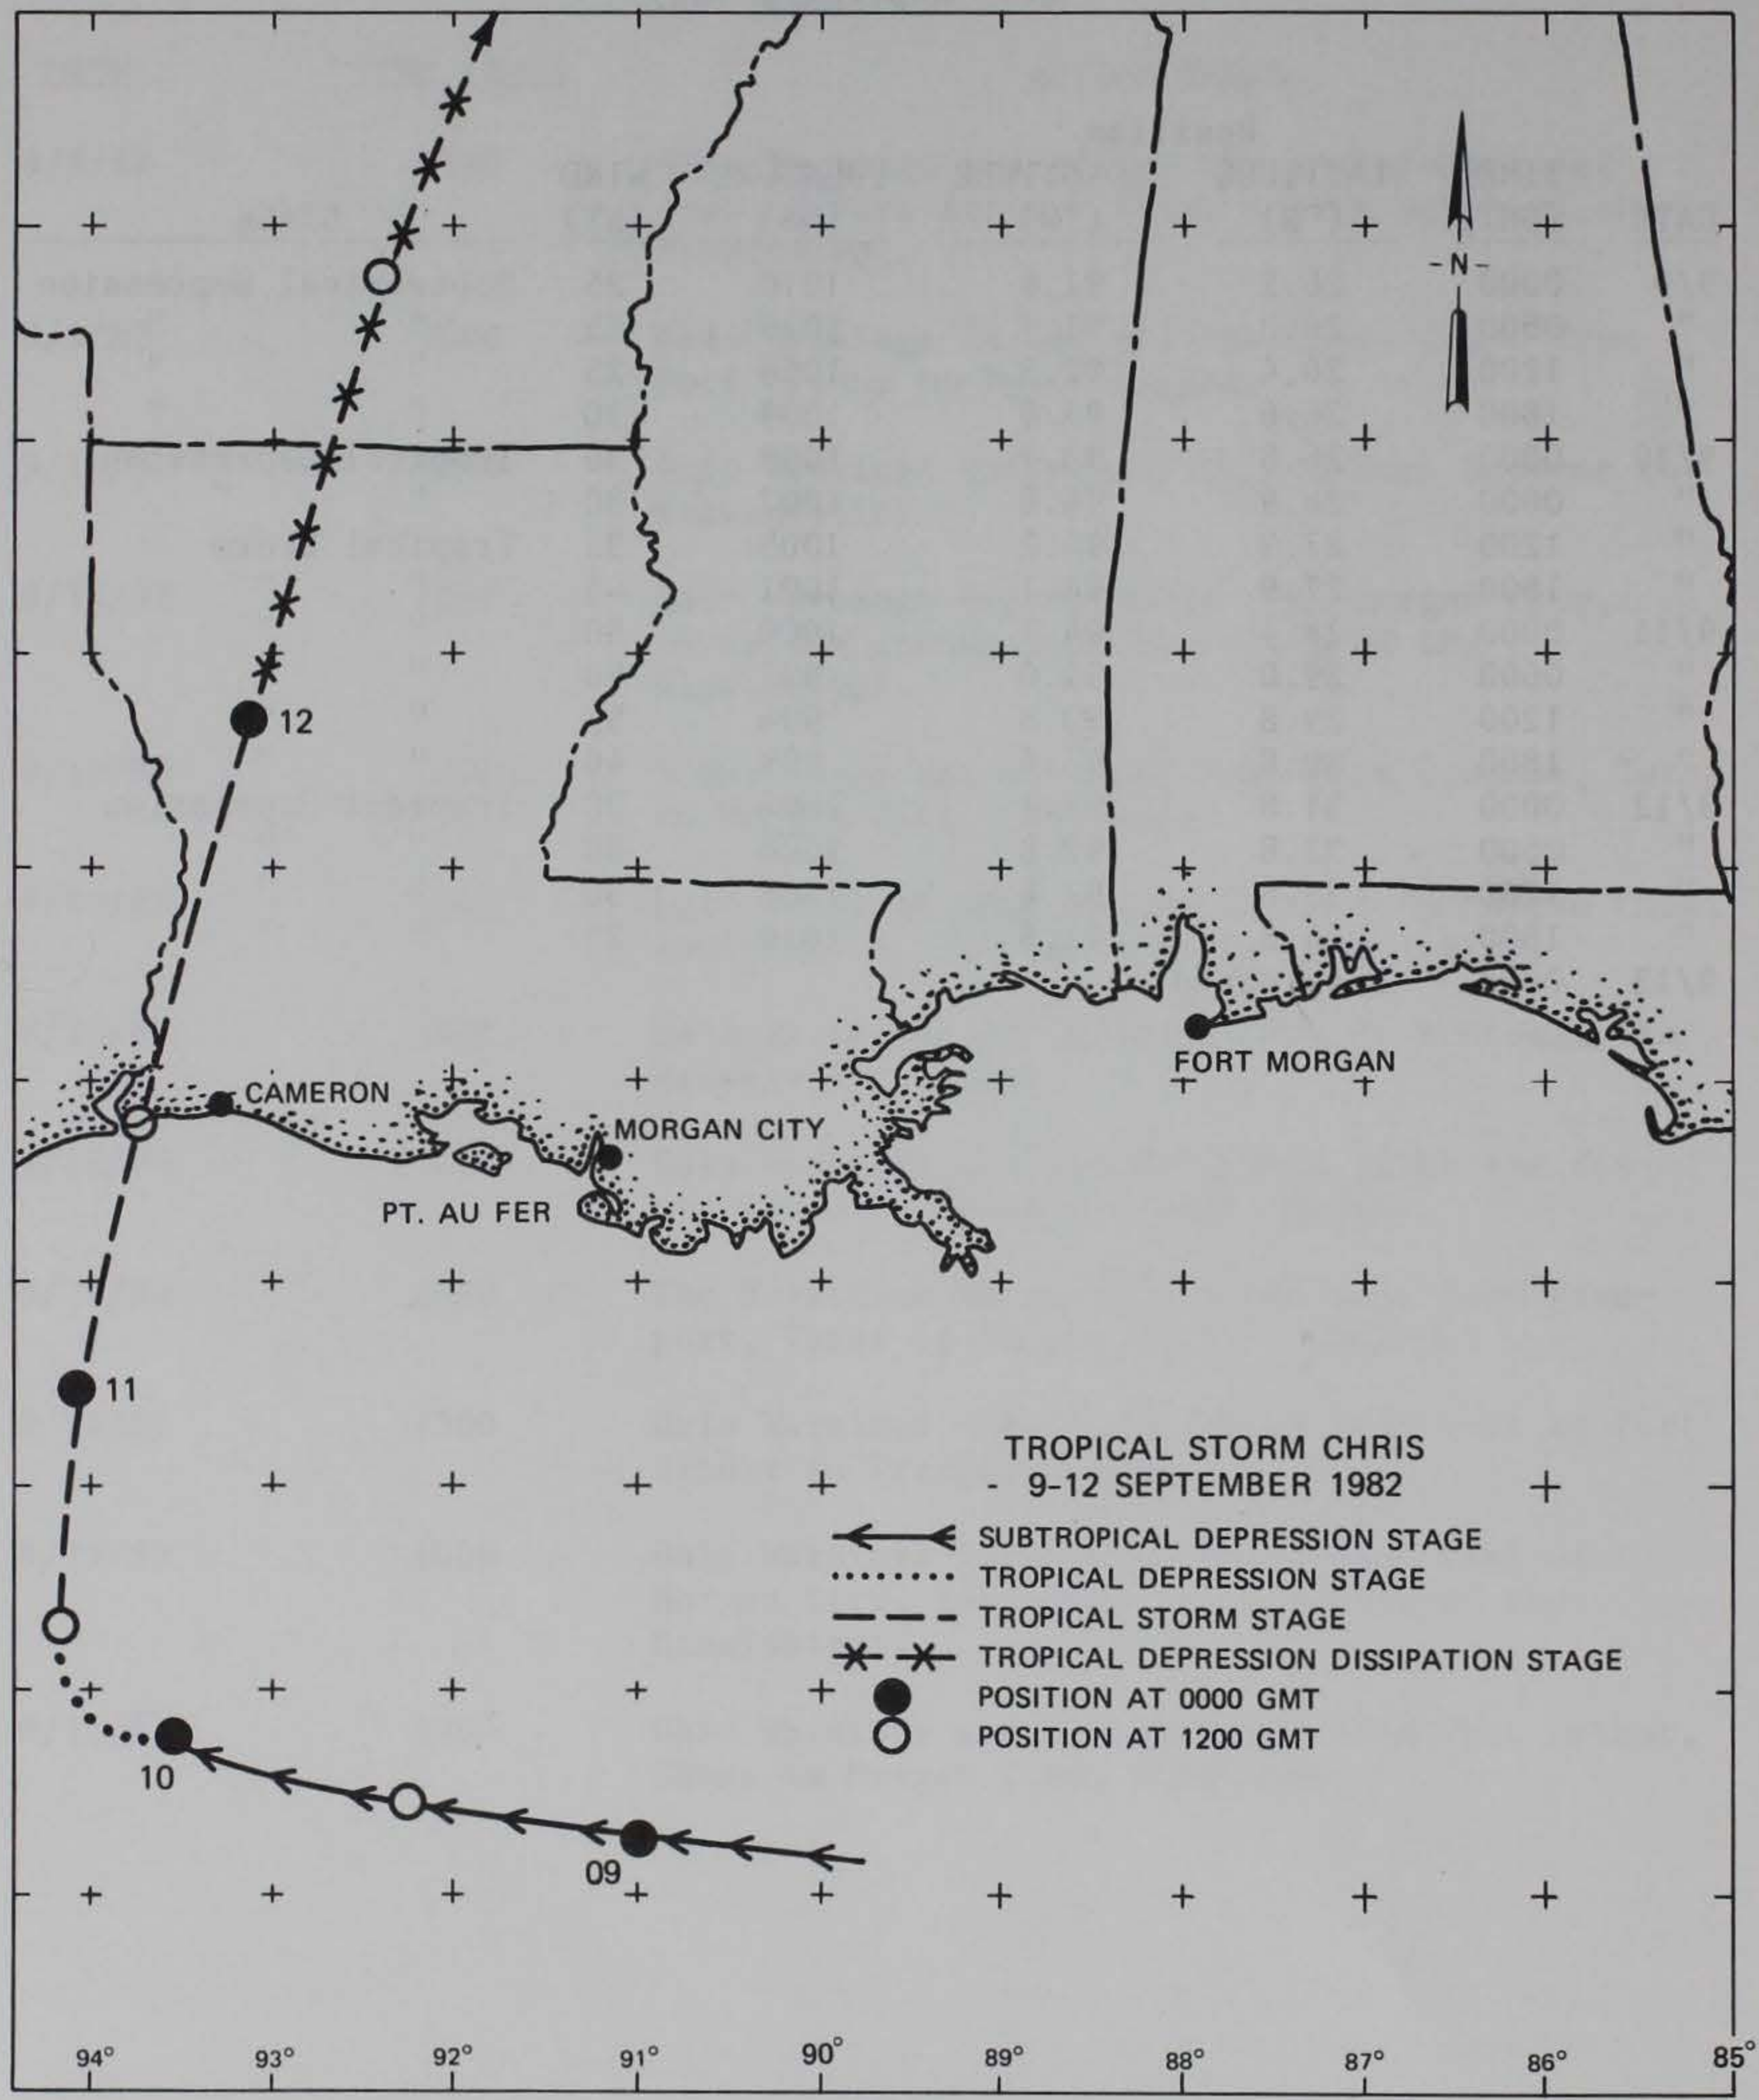 -N-
12
CAMERON
FORT MORGAN
MORGAN CITY
PT. AU FER
11
TROPICAL STORM CHRIS
- 9-12 SEPTEMBER 1982
SUBTROPICAL DEPRESSION STAGE
TROPICAL DEPRESSION STAGE
TROPICAL STORM STAGE
TROPICAL DEPRESSION DISSIPATION STAGE
POSITION AT 0000 GMT
POSITION AT 1200 GMT
10
09
94° 93° 92° 91° 90° 89° 88° 87° 86° 85°